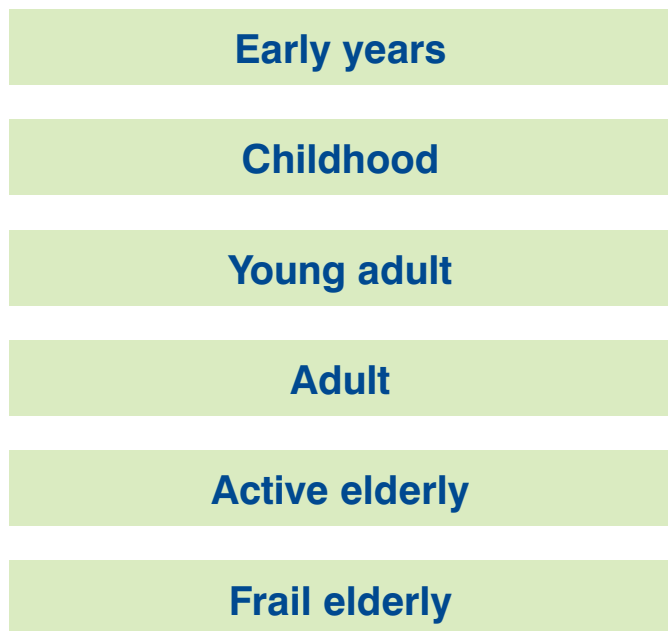 Early years
Childhood
Young adult
Adult
Active elderly
Frail elderly